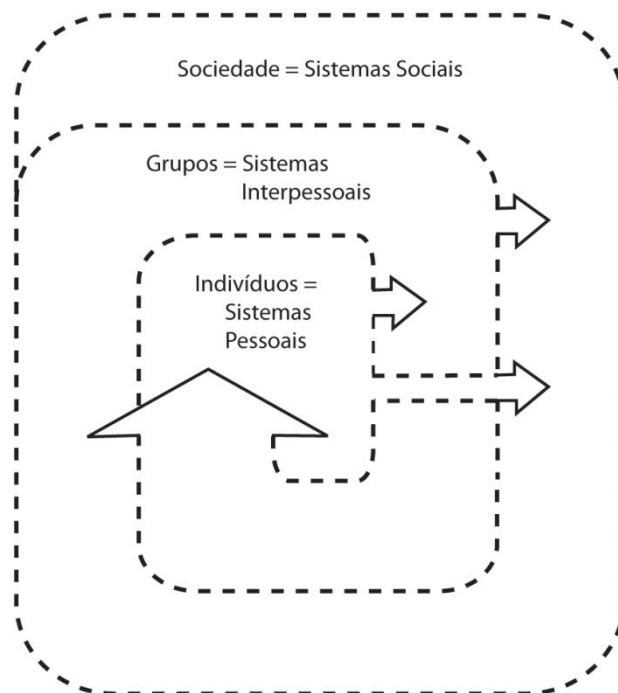 Sociedade = Sistemas Sociais
Grupos = Sistemas
Interpessoais
Indivíduos =
Sistemas
Pessoais